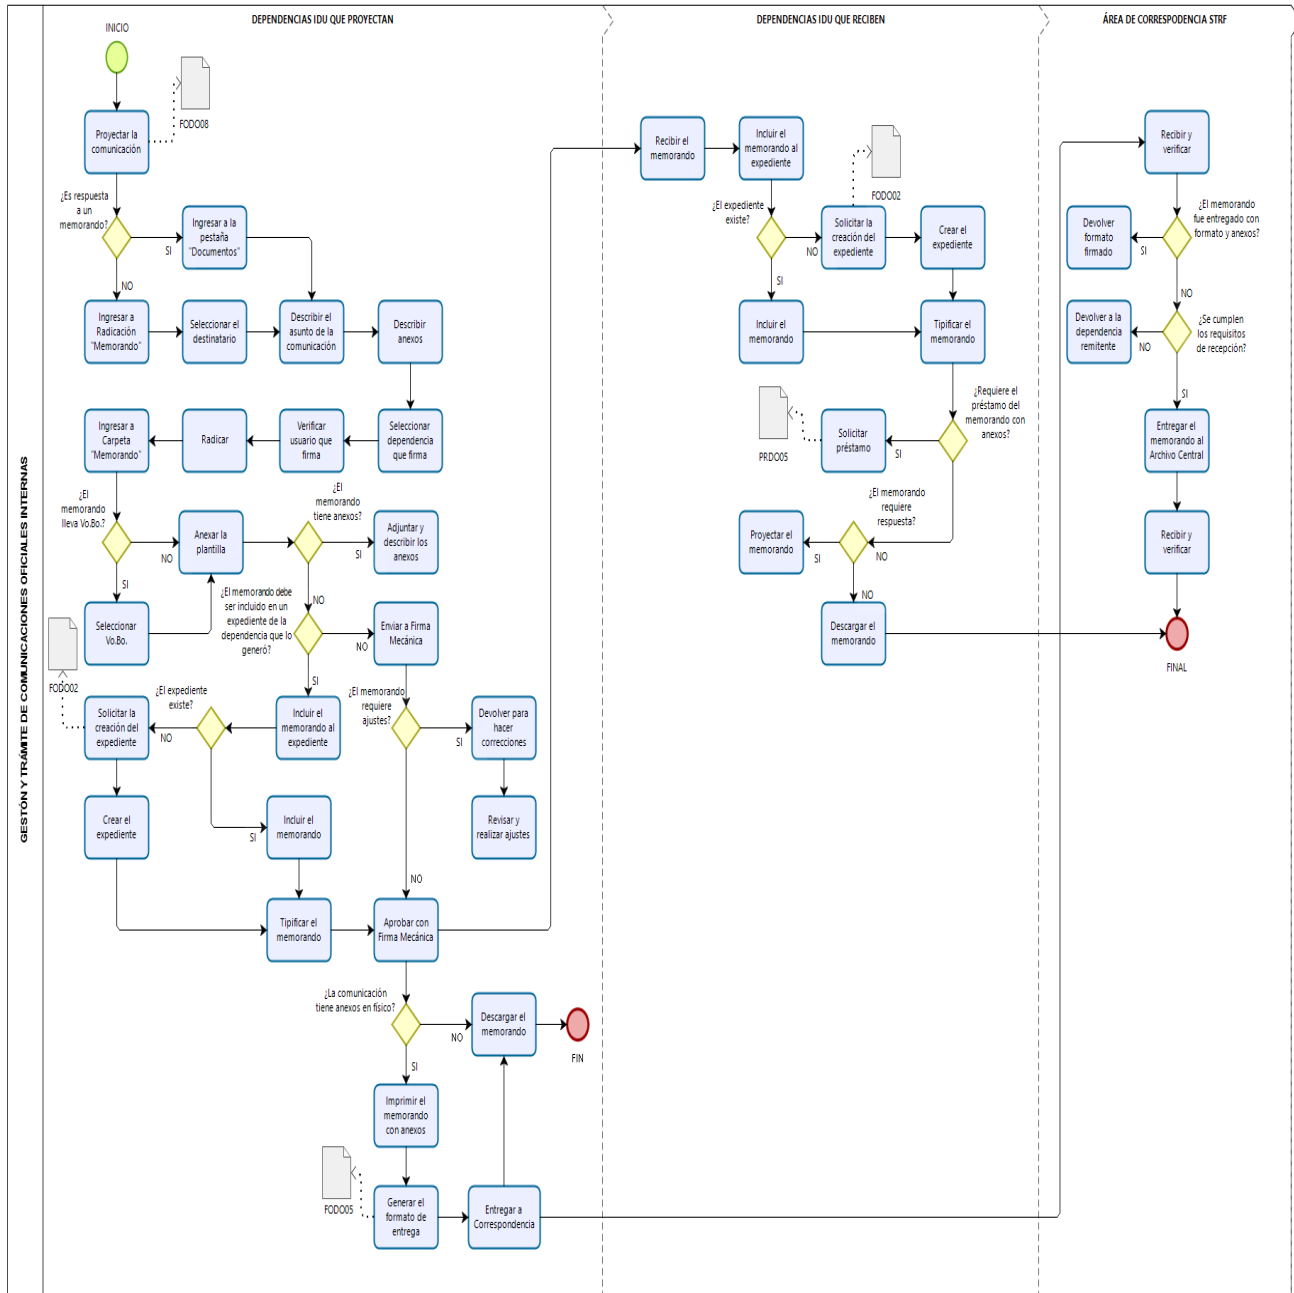 DEPENDENCIAS IDU QUE PROYECTAN
DEPENDENCIAS IDU QUE RECIBEN
ÁREA DE CORRESPODENCIA STRF
GESTÓN Y TRÁMITE DE COMUNICACIONES OFICIALES INTERNAS
INICIO
FODO08
Proyectar la
comunicación
¿Es respuesta
a un
memorando?
SI
NO
Ingresar a la
pestaña
"Documentos"
Ingresar a
Radicación
"Memorando"
Seleccionar el
destinatario
Describir el
asunto de la
comunicación
Describir
anexos
Ingresar a
Carpeta
"Memorando"
Radicar
Verificar
usuario que
firma
Seleccionar
dependencia
que firma
¿El
memorando
lleva Vo.Bo.?
NO
SI
Anexar la
plantilla
¿El
memorando
tiene anexos?
SI
NO
Adjuntar y
describir los
anexos
Seleccionar
Vo.Bo.
¿El memorando debe
ser incluido en un
expediente de la
dependencia que lo
generó?
NO
SI
Enviar a Firma
Mecánica
FODO02
Solicitar la
creación del
expediente
¿El expediente
existe?
NO
SI
Incluir el
memorando al
expediente
¿El memorando
requiere
ajustes?
SI
NO
Devolver para
hacer
correcciones
Crear el
expediente
Incluir el
memorando
Revisar y
realizar ajustes
Tipificar el
memorando
Aprobar con
Firma Mecánica
¿La comunicación
tiene anexos en físico?
NO
SI
Descargar el
memorando
FIN
Imprimir el
memorando
con anexos
FODO05
Generar el
formato de
entrega
Entregar a
Correspondencia
Recibir el
memorando
Incluir el
memorando al
expediente
FODO02
¿El expediente
existe?
NO
SI
Solicitar la
creación del
expediente
Crear el
expediente
Incluir el
memorando
Tipificar el
memorando
¿Requiere el
préstamo del
memorando con
anexos?
SI
NO
PRDO05
Solicitar
préstamo
¿El memorando
requiere
respuesta?
SI
NO
Proyectar el
memorando
Descargar el
memorando
Recibir y
verificar
¿El memorando
fue entregado con
formato y anexos?
SI
NO
Devolver
formato
firmado
Devolver a la
dependencia
remitente
¿Se cumplen
los requisitos
de recepción?
NO
SI
Entregar el
memorando al
Archivo Central
Recibir y
verificar
FINAL